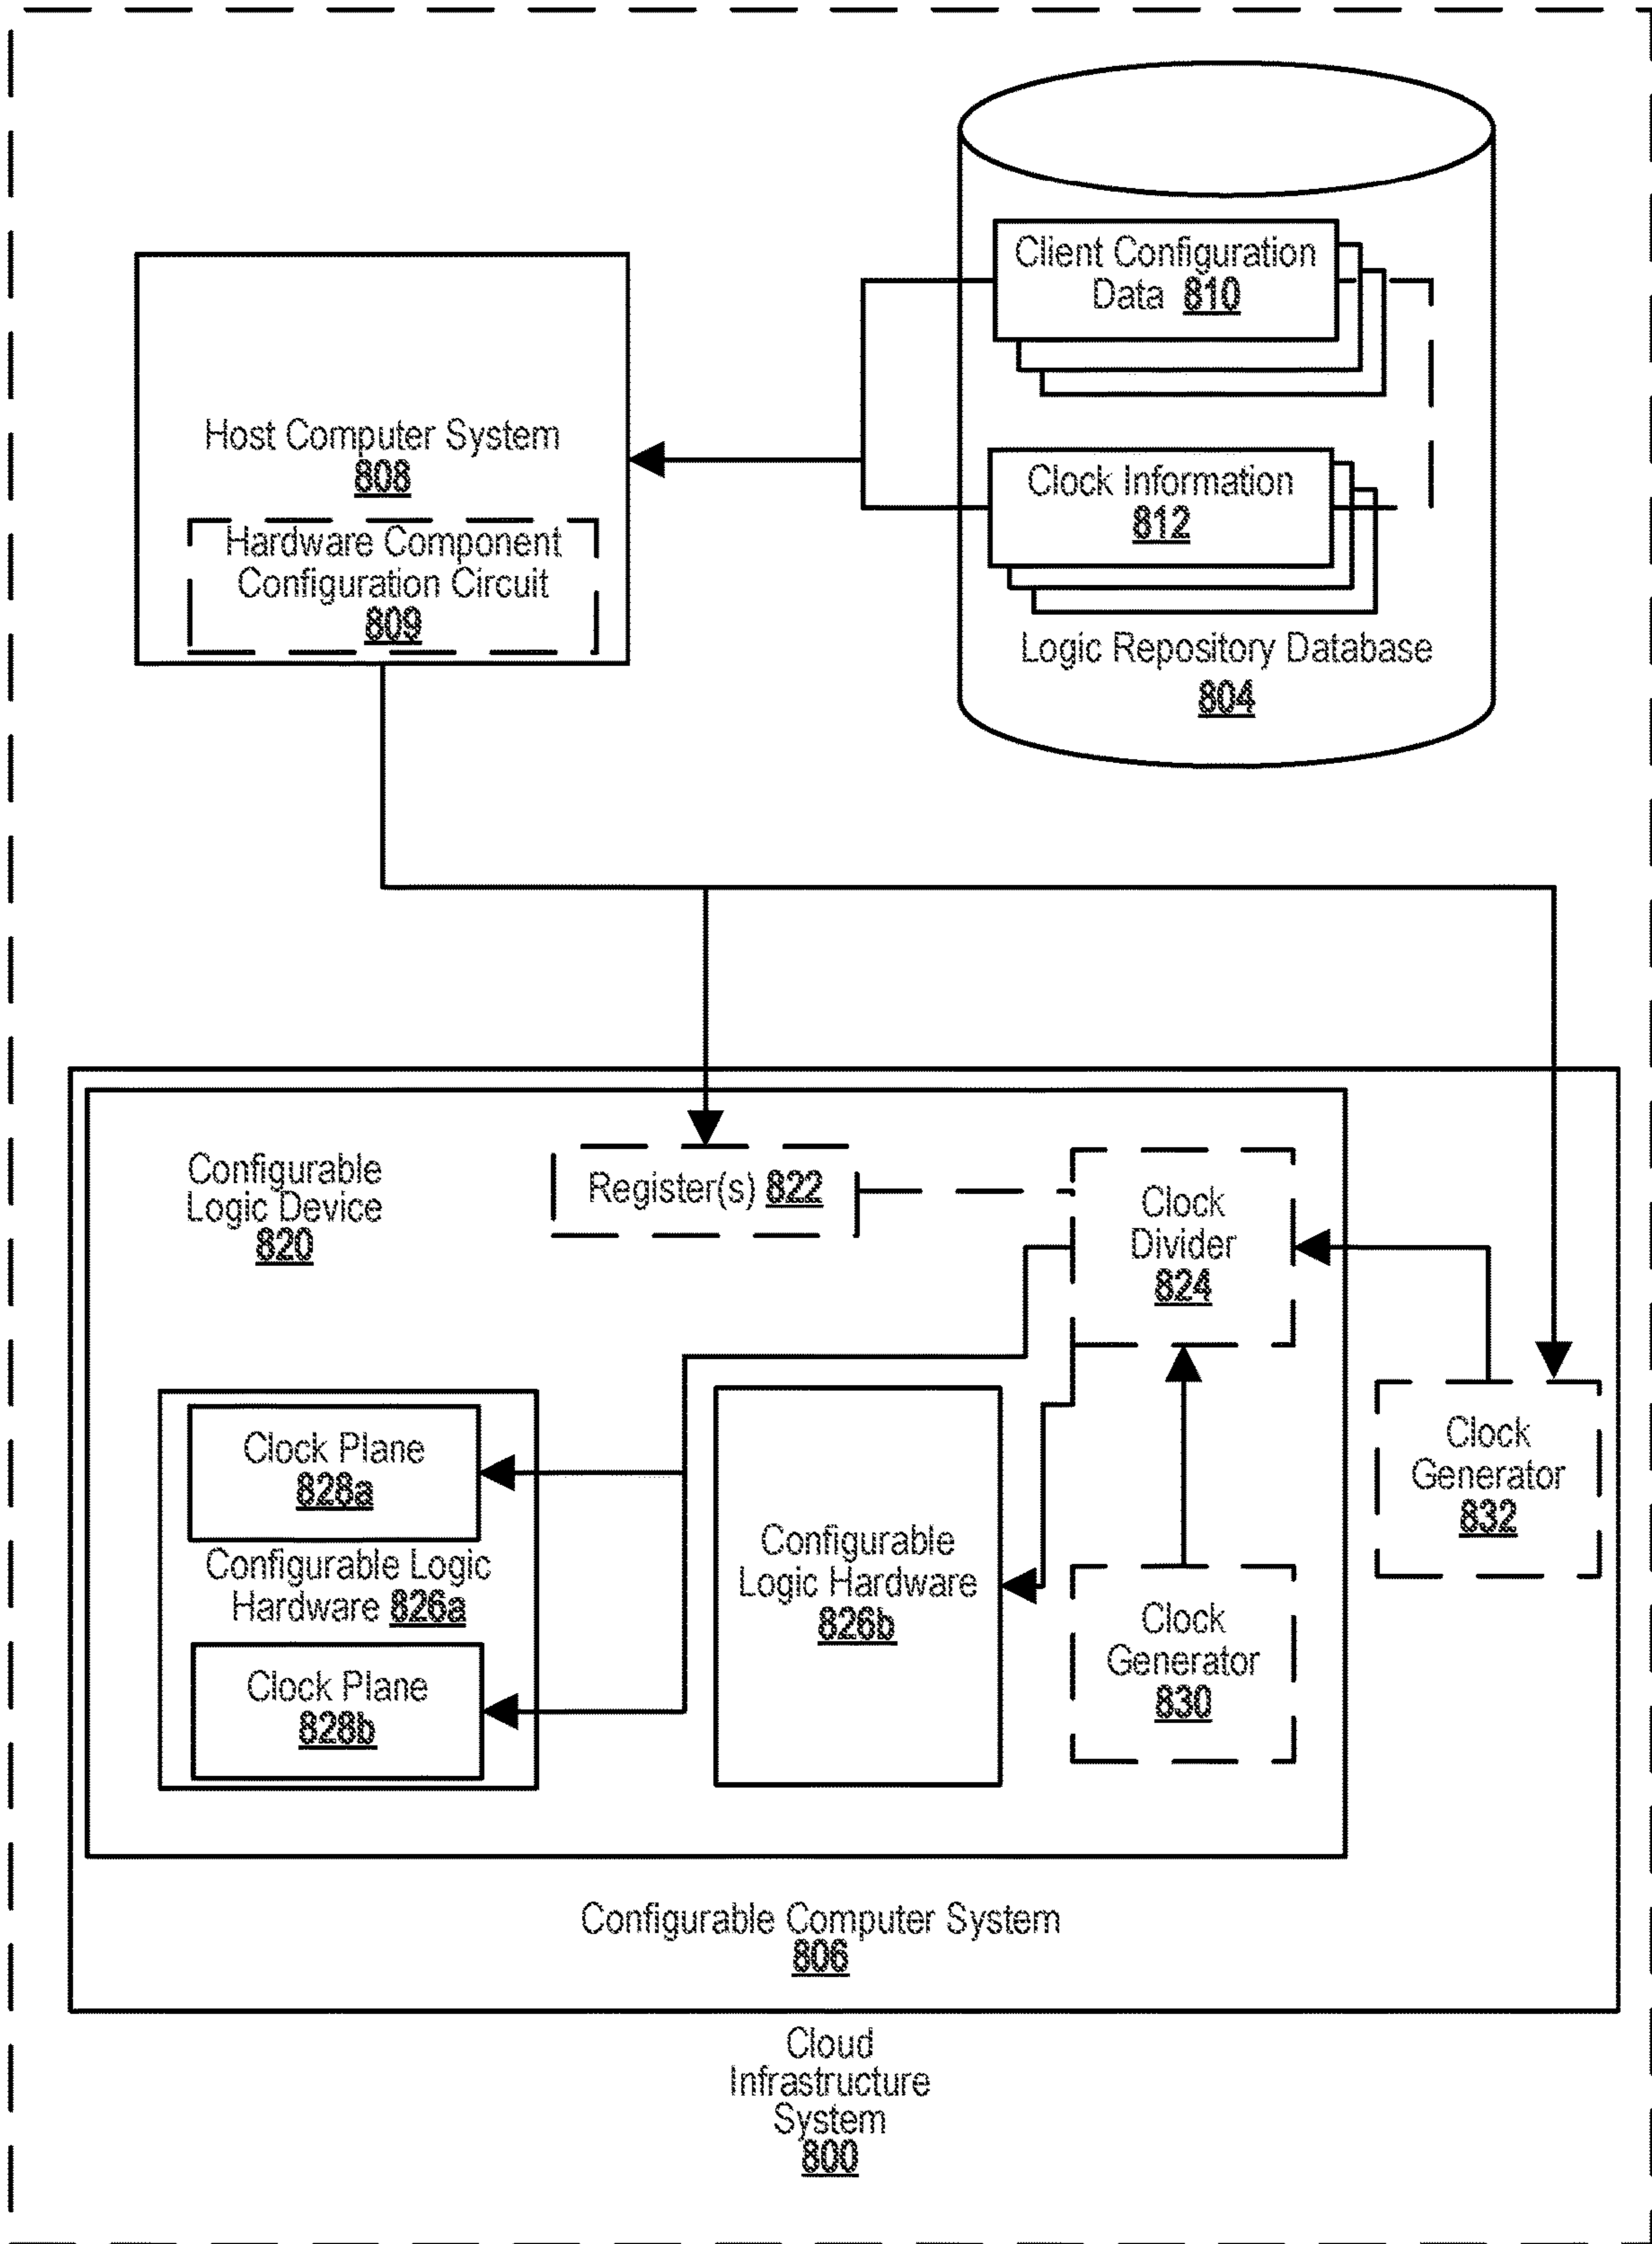 Client Configuration
Data 810
Host Computer System
808
Clock Information
812
Hardware Component
Configuration Circuit
809
Logic Repository Database
804
Configurable
Logic Device
820
Register(s) 822
Clock
Divider
824
Clock Plane
828a
Configurable Logic
Hardware 826a
Clock Plane
828b
Configurable
Logic Hardware
826b
Clock
Generator
830
Clock
Generator
832
Configurable Computer System
806
Cloud
Infrastructure
System
800